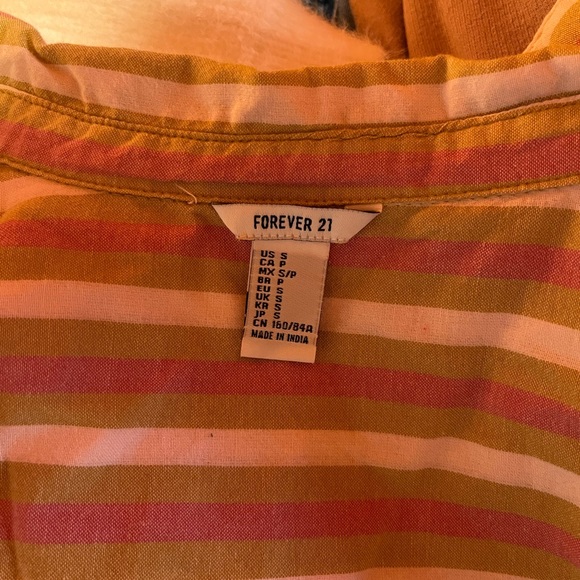 FOREVER 21
US S
CA P
MX S/P
BR P
EU S
UK S
KR S
JP S
CN 160/84A
MADE IN INDIA